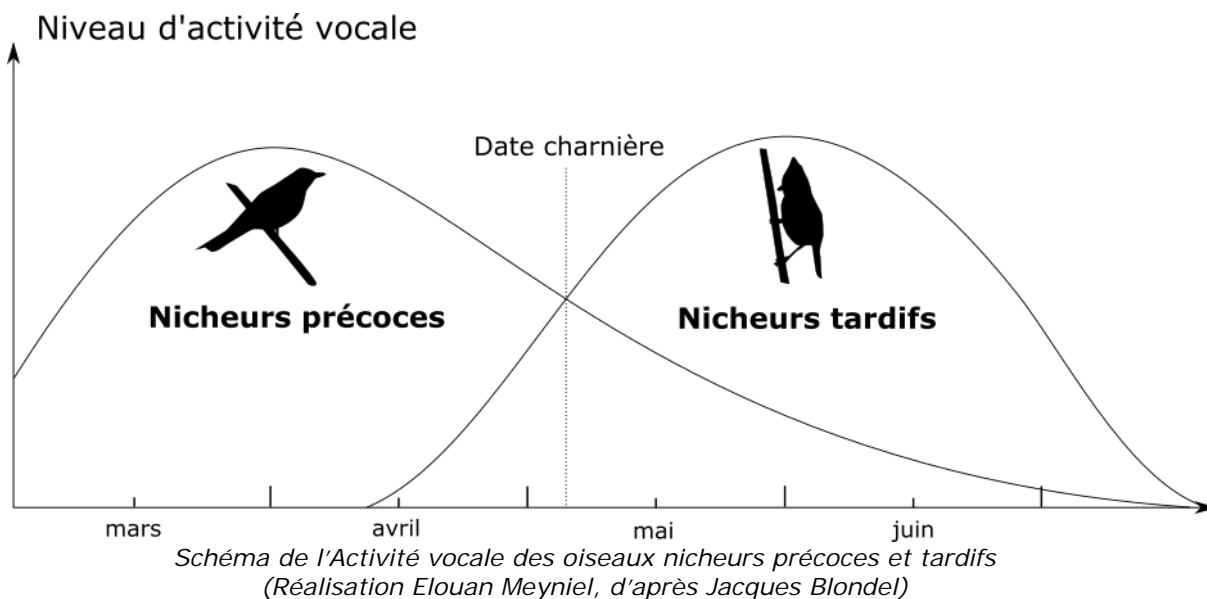 Niveau d'activité vocale
Date charnière
Nicheurs précoces
Nicheurs tardifs
mars avril mai juin
Schéma de l'Activité vocale des oiseaux nicheurs précoces et tardifs
(Réalisation Elouan Meyniel, d'après Jacques Blondel)